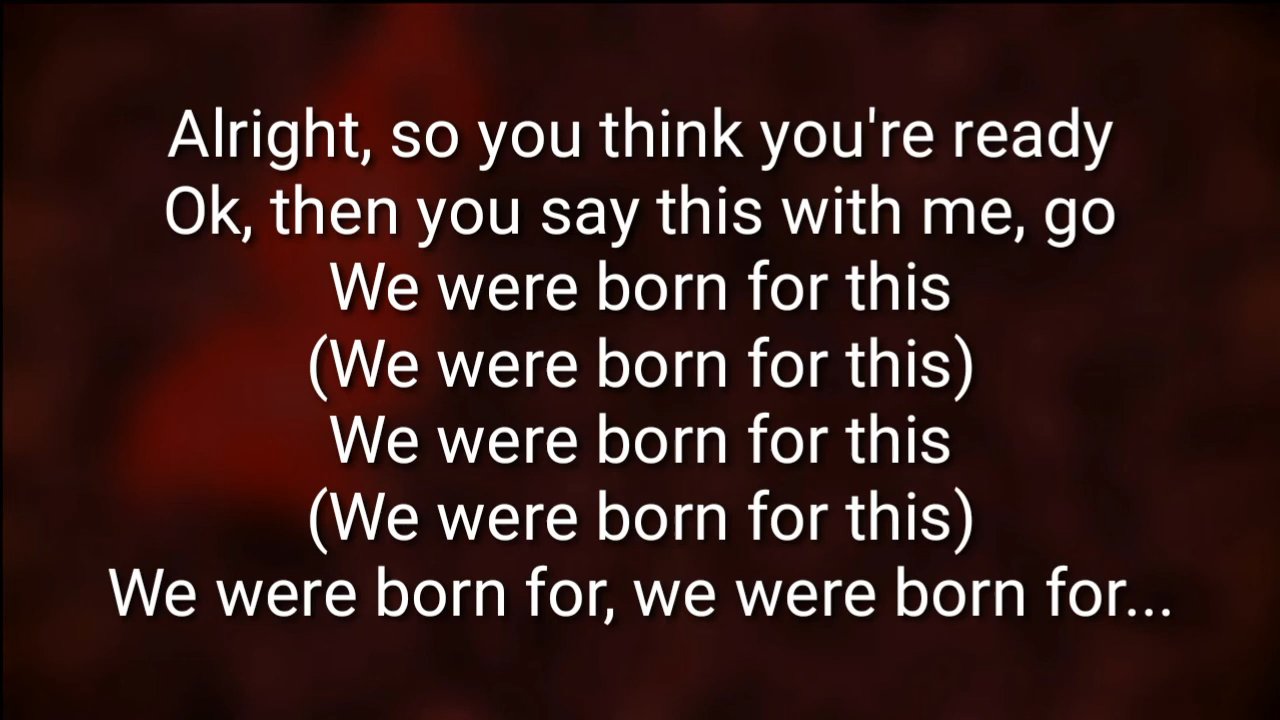 Alright, so you think you're ready
Ok, then you say this with me, go
We were born for this
(We were born for this)
We were born for this
(We were born for this)
We were born for, we were born for...